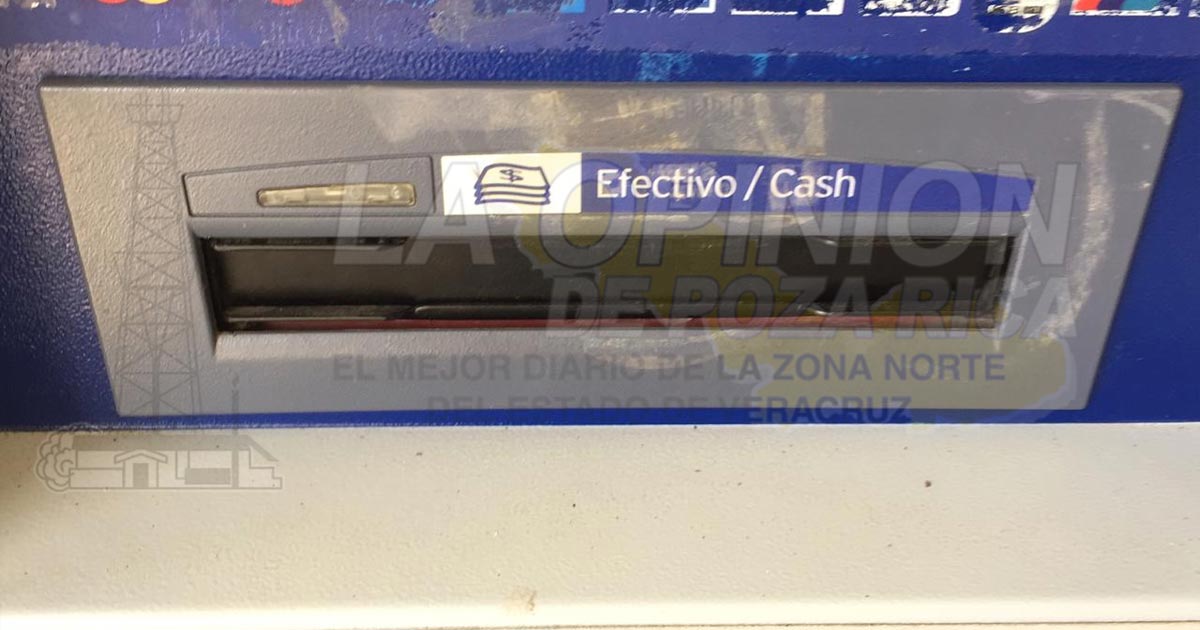 $ Efectivo / Cash
LA OPINION
DE POZA RICA
EL MEJOR DIARIO DE LA ZONA NORTE
DEL ESTADO DE VERACRUZ